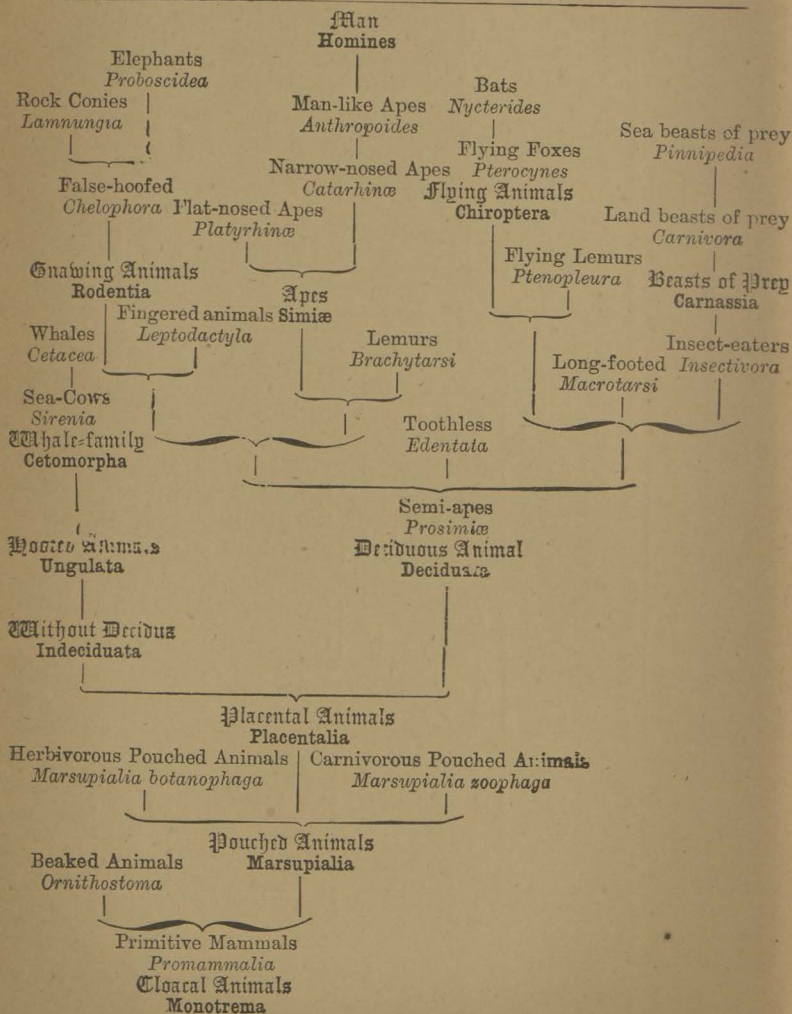 Man
Homines
Elephants
Proboscidea
Rock Conies
Lamnungia
Man-like Apes
Anthropoides
Bats
Nycterides
Sea beasts of prey
Pinnipedia
False-hoofed
Chelophora
Narrow-nosed Apes
Catarhinæ
Flat-nosed Apes
Platyrhinæ
Flying Foxes
Pterocynes
Flying Animals
Chiroptera
Land beasts of prey
Carnivora
Gnawing Animals
Rodentia
Apes
Simiæ
Flying Lemurs
Ptenopleura
Beasts of Prey
Carnassia
Whales
Cetacea
Fingered animals
Leptodactyla
Lemurs
Brachytarsi
Long-footed
Macrotarsi
Insect-eaters
Insectivora
Sea-Cows
Sirenia
Whale-family
Cetomorpha
Toothless
Edentata
Semi-apes
Prosimiæ
Deciduous Animal
Deciduata
Hoofed Animals
Ungulata
Without Decidua
Indeciduata
Placental Animals
Placentalia
Herbivorous Pouched Animals
Marsupialia botanophaga
Carnivorous Pouched Animals
Marsupialia zoophaga
Pouched Animals
Marsupialia
Beaked Animals
Ornithostoma
Primitive Mammals
Promammalia
Cloacal Animals
Monotrema